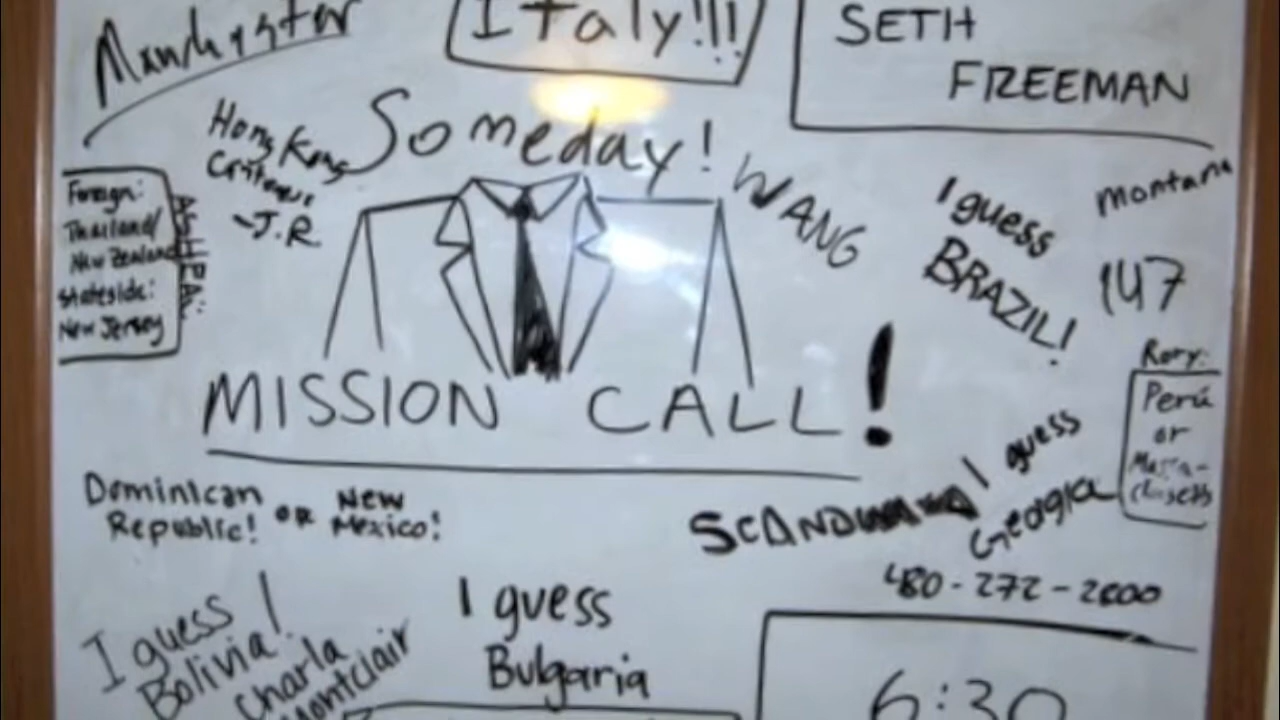 Manchester
Italy!!!
SETH
FREEMAN
Someday!
Hong Kong
-J.R.
WANG
I guess
BRAZIL!
Montana
147
Foreign:
Thailand/
New Zealand
Stateside:
New Jersey
MISSION CALL!
Rory:
Perú
or
Massa-
chusetts
I guess
Georgia
Dominican
Republic!
OR
New
Mexico!
480-272-2600
I guess
Bolivia!
Charla
Montclair
I guess
Bulgaria
6:30